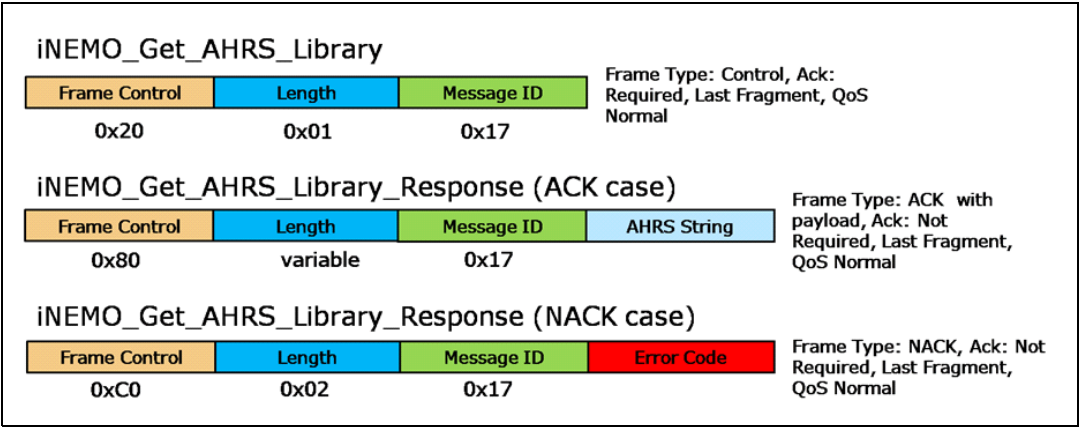 iNEMO_Get_AHRS_Library
Frame Control Length Message ID
0x20 0x01 0x17
Frame Type: Control, Ack:
Required, Last Fragment, QoS
Normal
iNEMO_Get_AHRS_Library_Response (ACK case)
Frame Control Length Message ID AHRS String
0x80 variable 0x17
Frame Type: ACK with
payload, Ack: Not
Required, Last Fragment,
QoS Normal
iNEMO_Get_AHRS_Library_Response (NACK case)
Frame Control Length Message ID Error Code
0xC0 0x02 0x17
Frame Type: NACK, Ack: Not
Required, Last Fragment,
QoS Normal